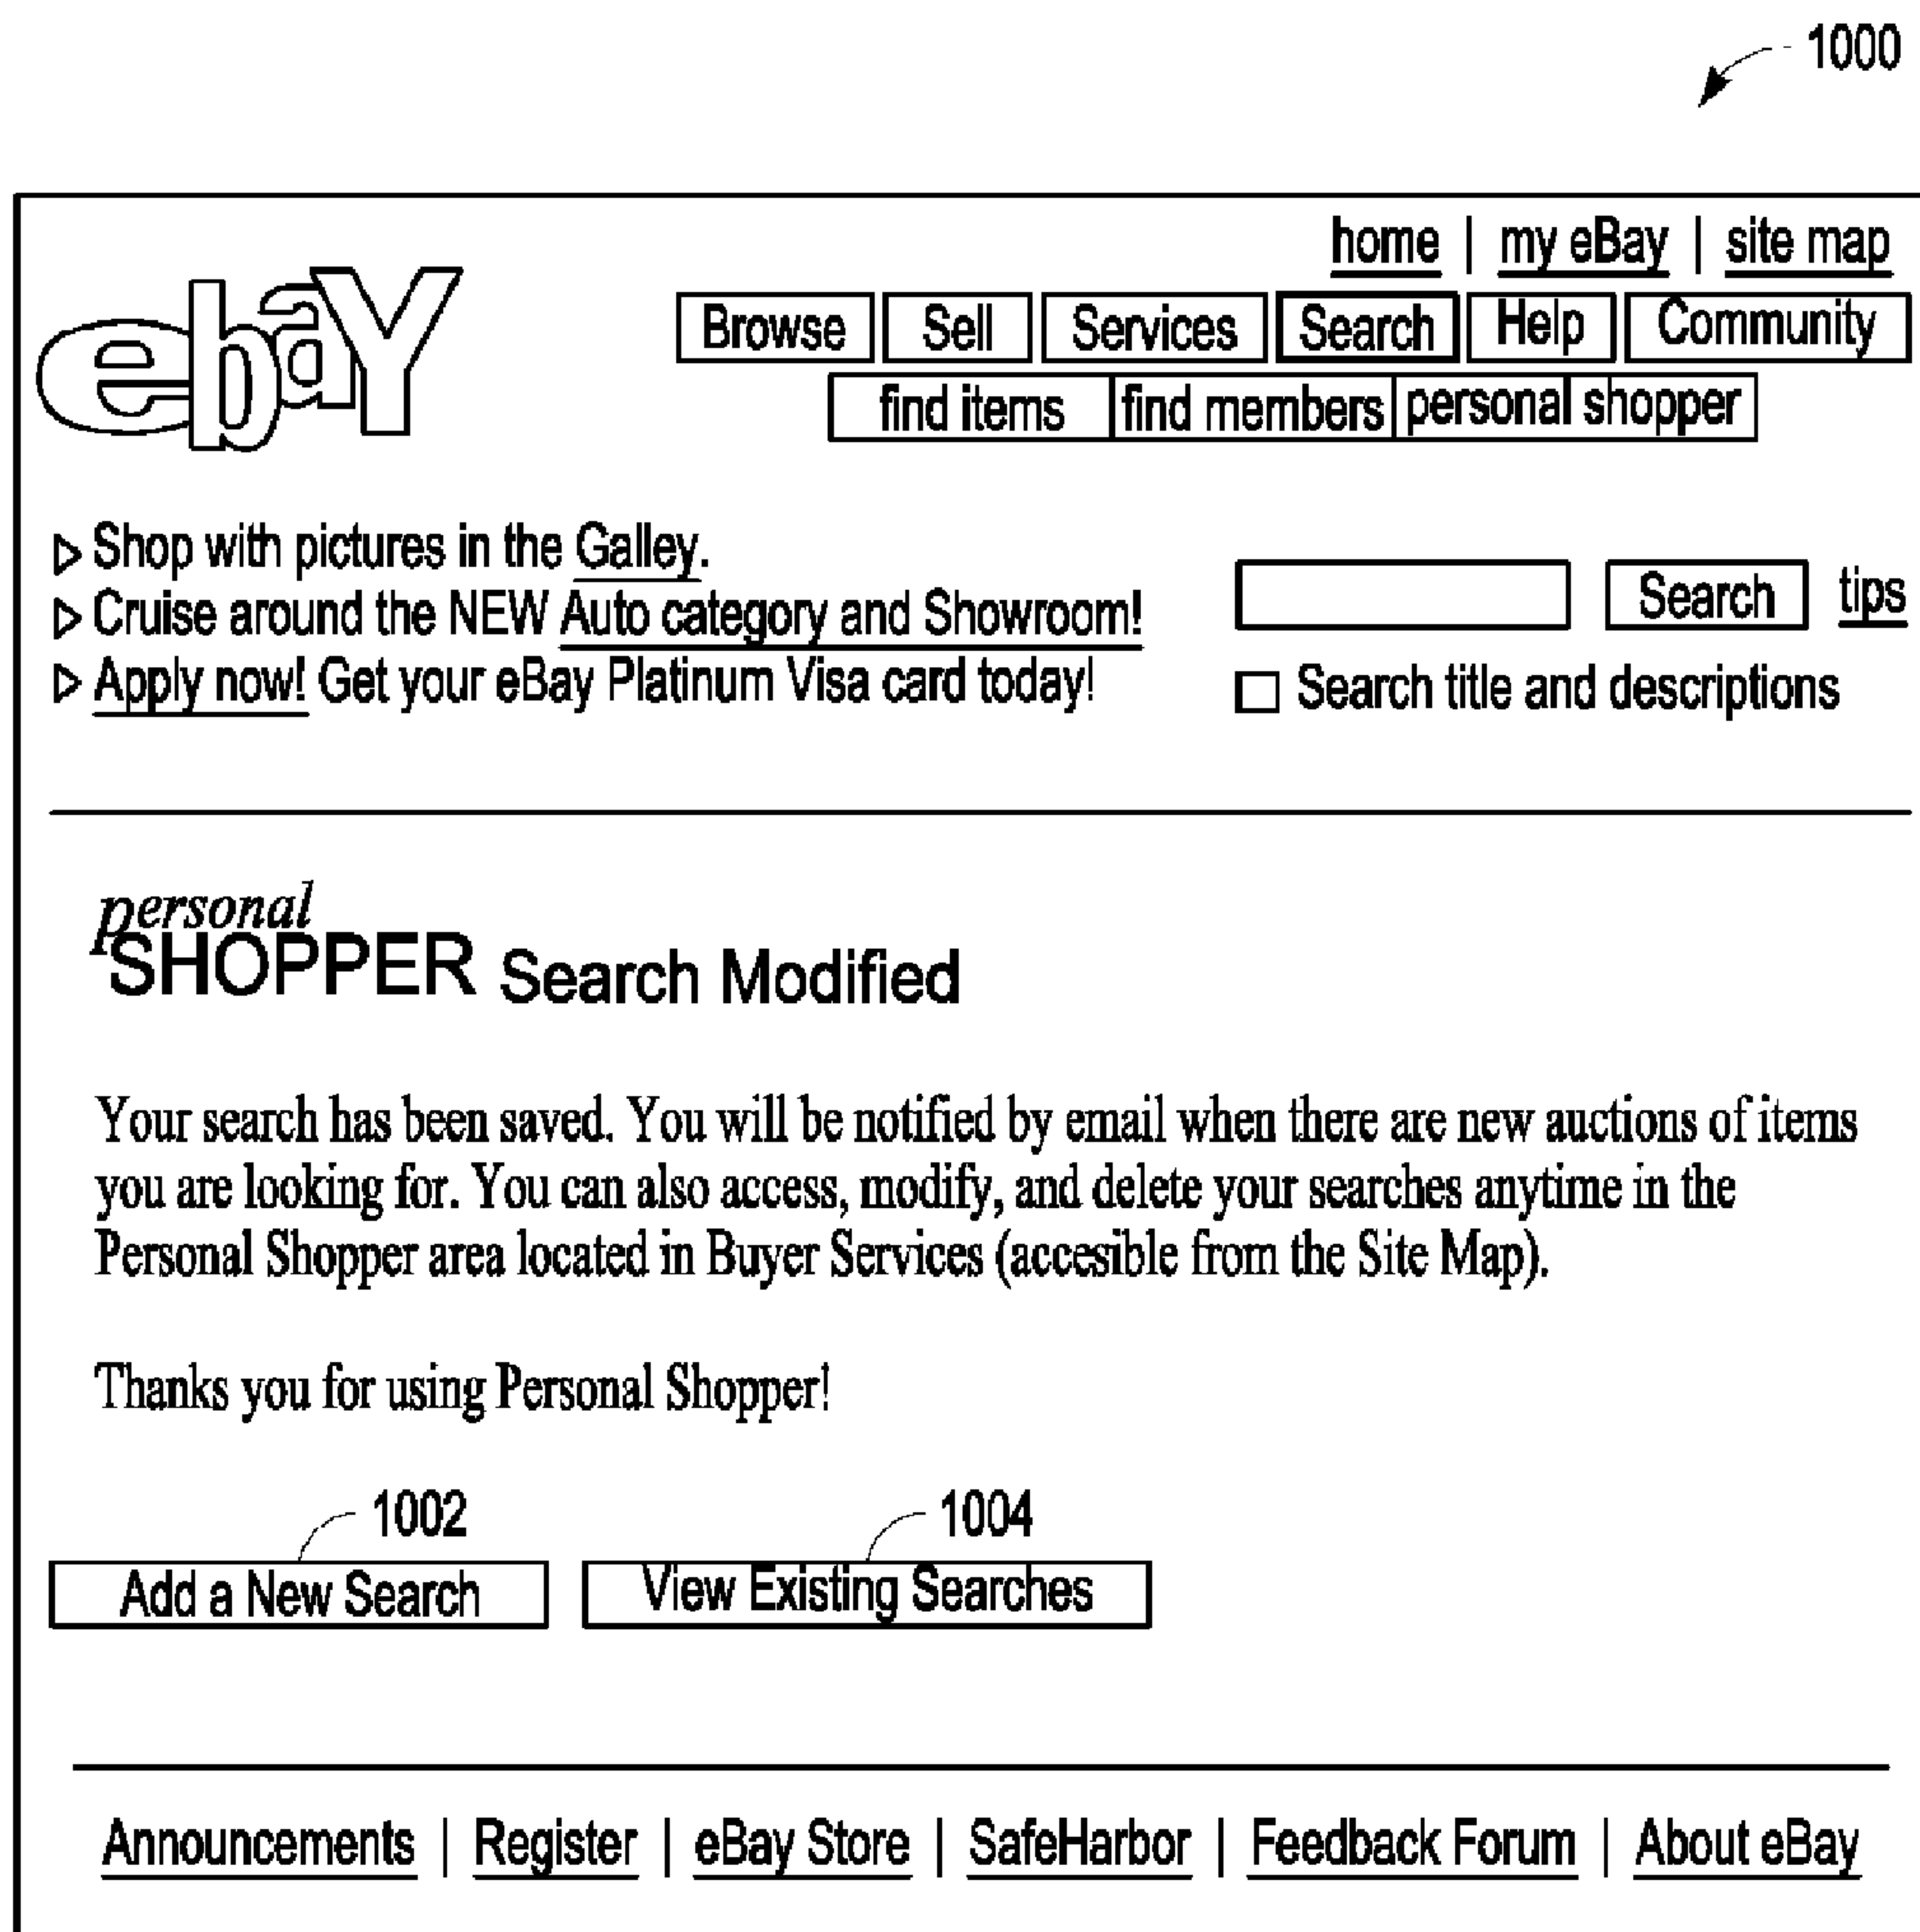 1000
home | my eBay | site map
ebaY
Browse Sell Services Search Help Community
find items find members personal shopper
Shop with pictures in the Galley.
Cruise around the NEW Auto category and Showroom!
Apply now! Get your eBay Platinum Visa card today!
Search tips
Search title and descriptions
personal
SHOPPER Search Modified
Your search has been saved. You will be notified by email when there are new auctions of items
you are looking for. You can also access, modify, and delete your searches anytime in the
Personal Shopper area located in Buyer Services (accesible from the Site Map).
Thanks you for using Personal Shopper!
1002 1004
Add a New Search View Existing Searches
Announcements | Register | eBay Store | SafeHarbor | Feedback Forum | About eBay